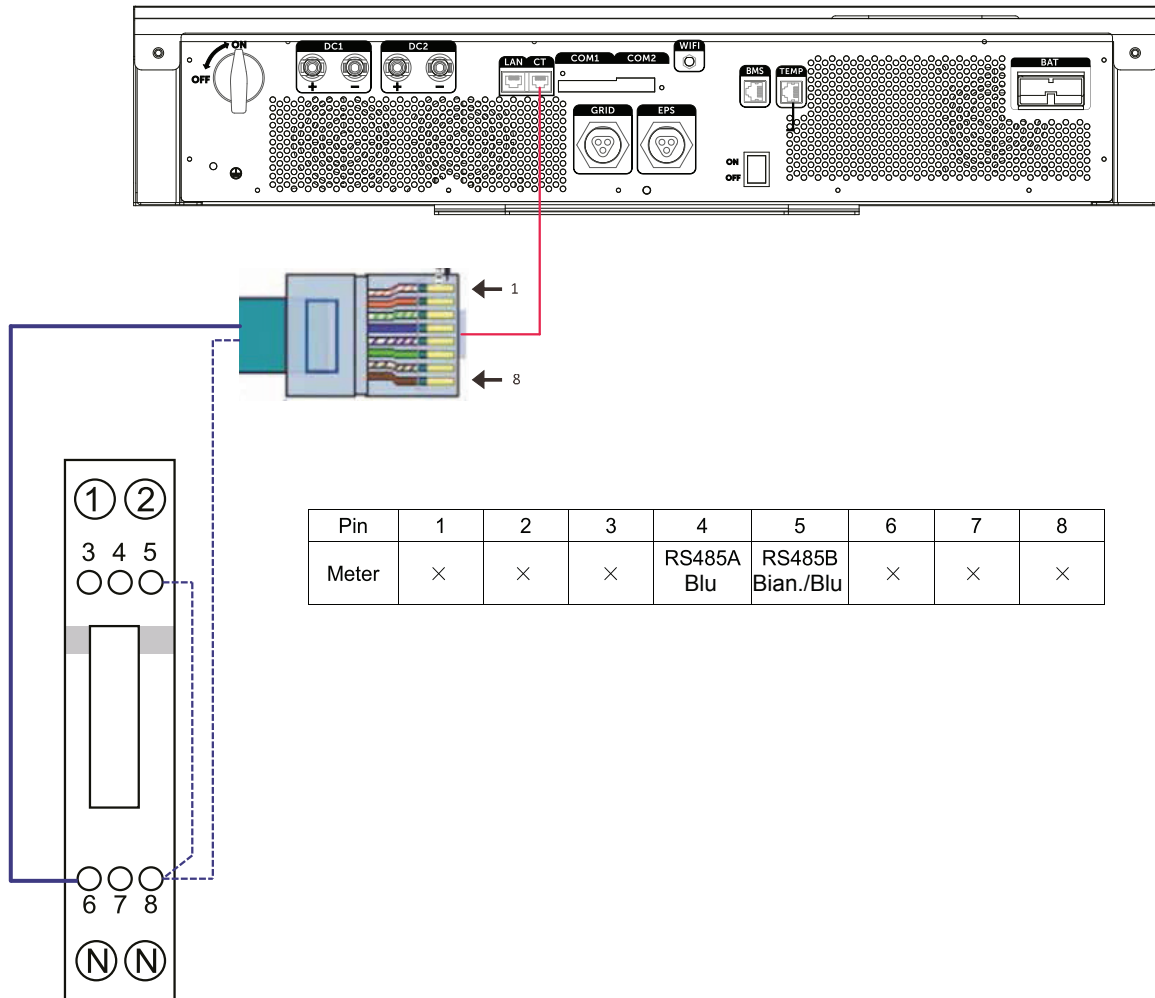 ON
OFF
DC1
DC2
+ − + −
LAN CT
COM1 COM2
WIFI
BMS
TEMP
BAT
GRID
EPS
ON
OFF
1
8
1 2
3 4 5
6 7 8
N N
Pin 1 2 3 4 5 6 7 8
Meter × × × RS485A Blu RS485B Bian./Blu × × ×